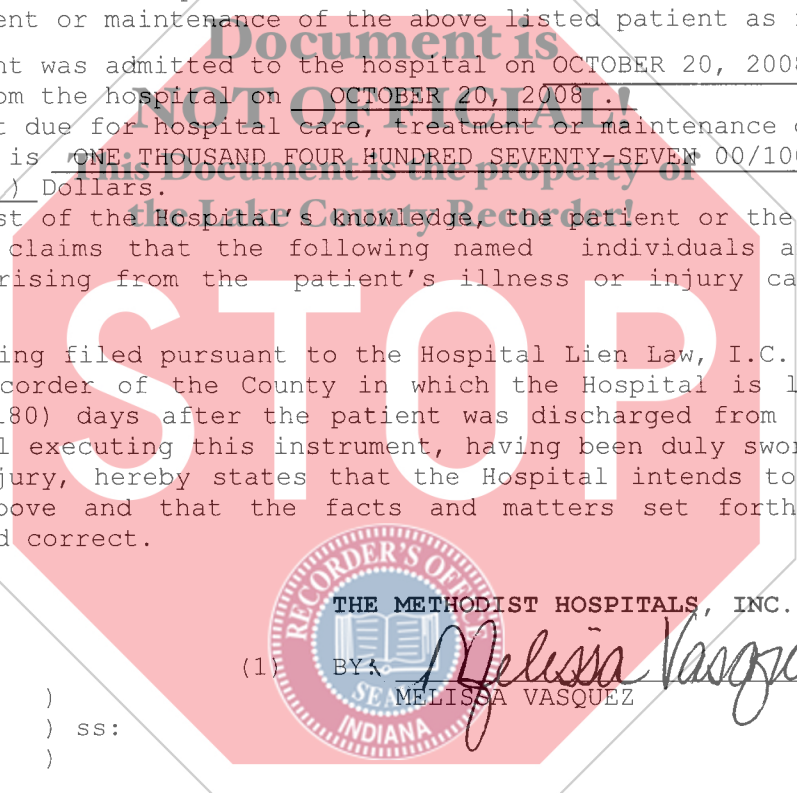 ent or maintenance of the above listed patient as
Document is
nt was admitted to the hospital on OCTOBER 20, 2008
om the hospital on OCTOBER 20, 2008 .
NOT OFFICIAL!
t due for hospital care, treatment or maintenance
is ONE THOUSAND FOUR HUNDRED SEVENTY-SEVEN 00/100
This Document is the property of
) Dollars.
st of the Hospital's knowledge, the patient or the
the Lake County Recorder!
claims that the following named individuals a
rising from the patient's illness or injury ca
STOP
ing filed pursuant to the Hospital Lien Law, I.C.
corder of the County in which the Hospital is l
180) days after the patient was discharged from
l executing this instrument, having been duly swor
jury, hereby states that the Hospital intends to
bove and that the facts and matters set forth
d correct.
RECORDER'S OFFICE
THE METHODIST HOSPITALS, INC.
(1) BY: Melissa Vasque
SEAL
MELISSA VASQUEZ
)
) ss:
INDIANA
)